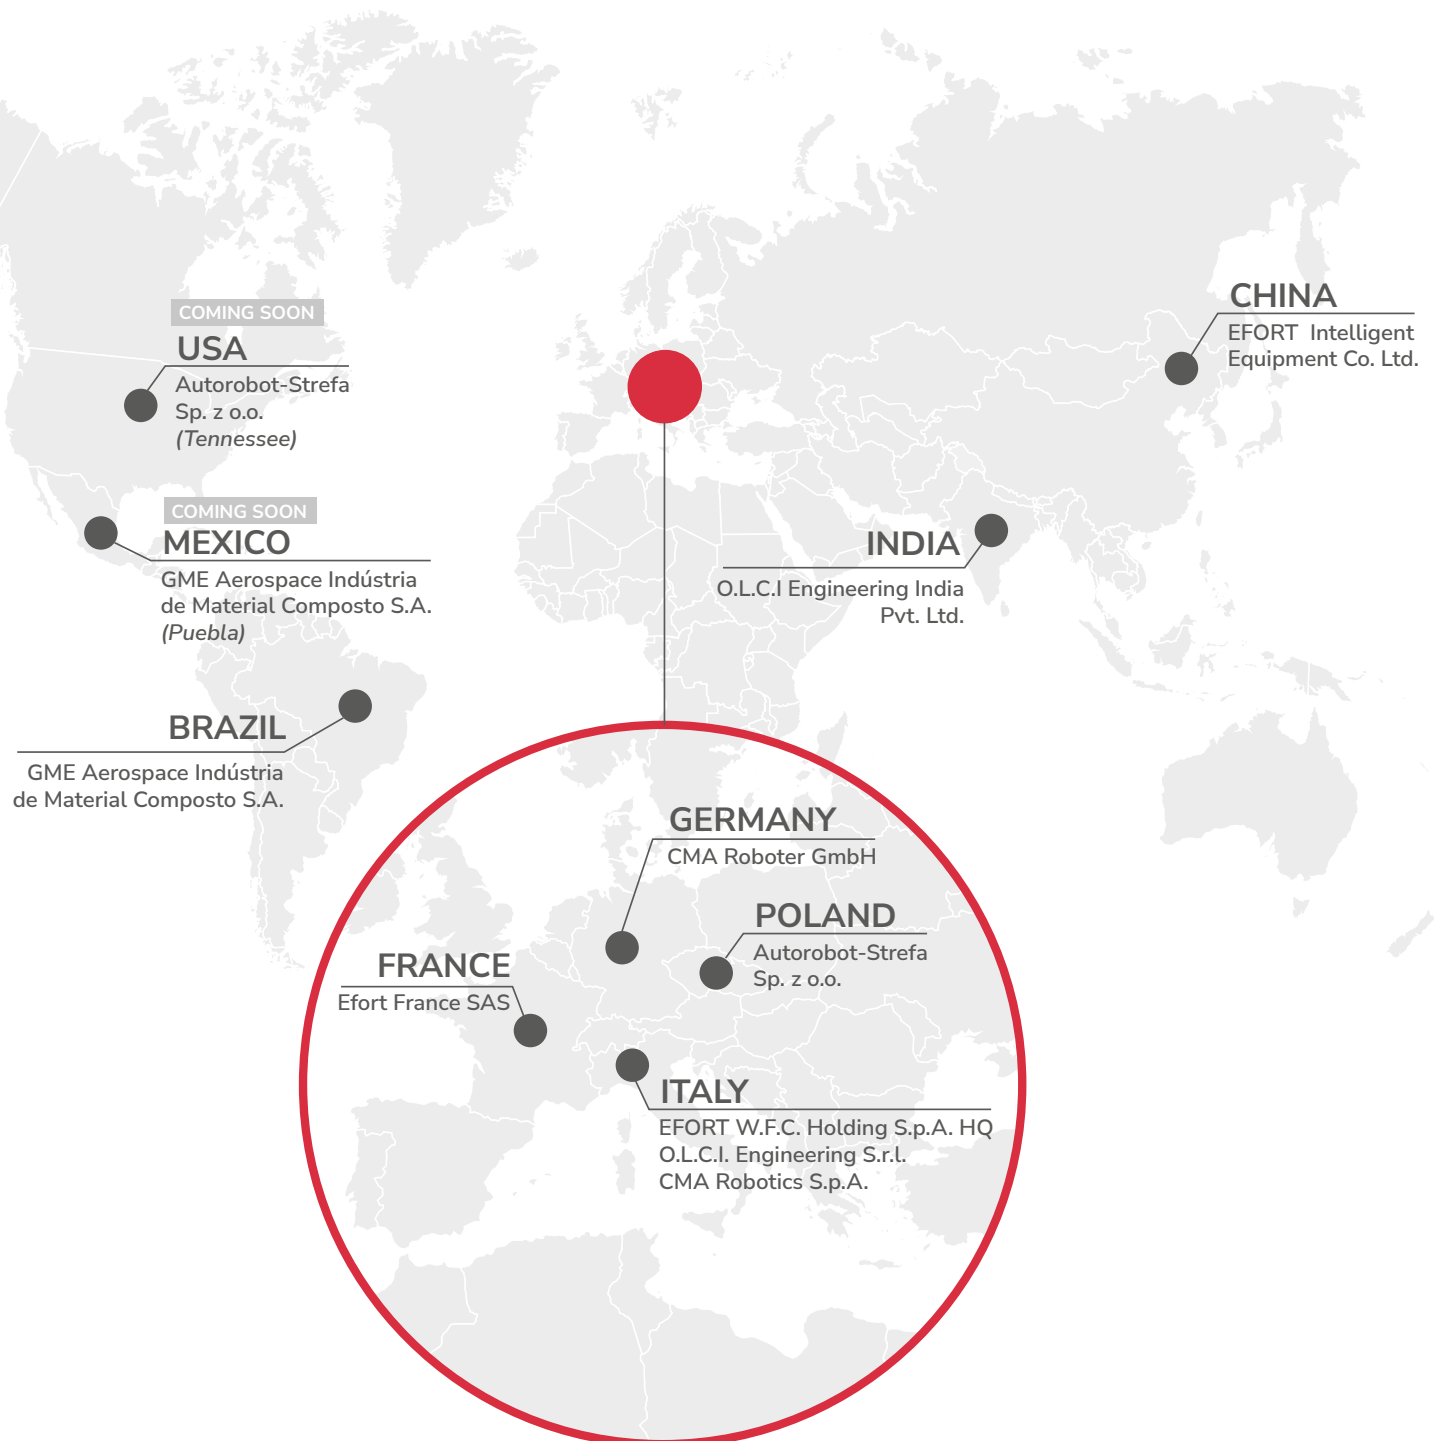 COMING SOON
USA
Autorobot-Strefa
Sp. z o.o.
(Tennessee)
COMING SOON
MEXICO
GME Aerospace Indústria
de Material Composto S.A.
(Puebla)
BRAZIL
GME Aerospace Indústria
de Material Composto S.A.
CHINA
EFORT Intelligent
Equipment Co. Ltd.
INDIA
O.L.C.I Engineering India
Pvt. Ltd.
GERMANY
CMA Roboter GmbH
POLAND
Autorobot-Strefa
Sp. z o.o.
FRANCE
Efort France SAS
ITALY
EFORT W.F.C. Holding S.p.A. HQ
O.L.C.I. Engineering S.r.l.
CMA Robotics S.p.A.